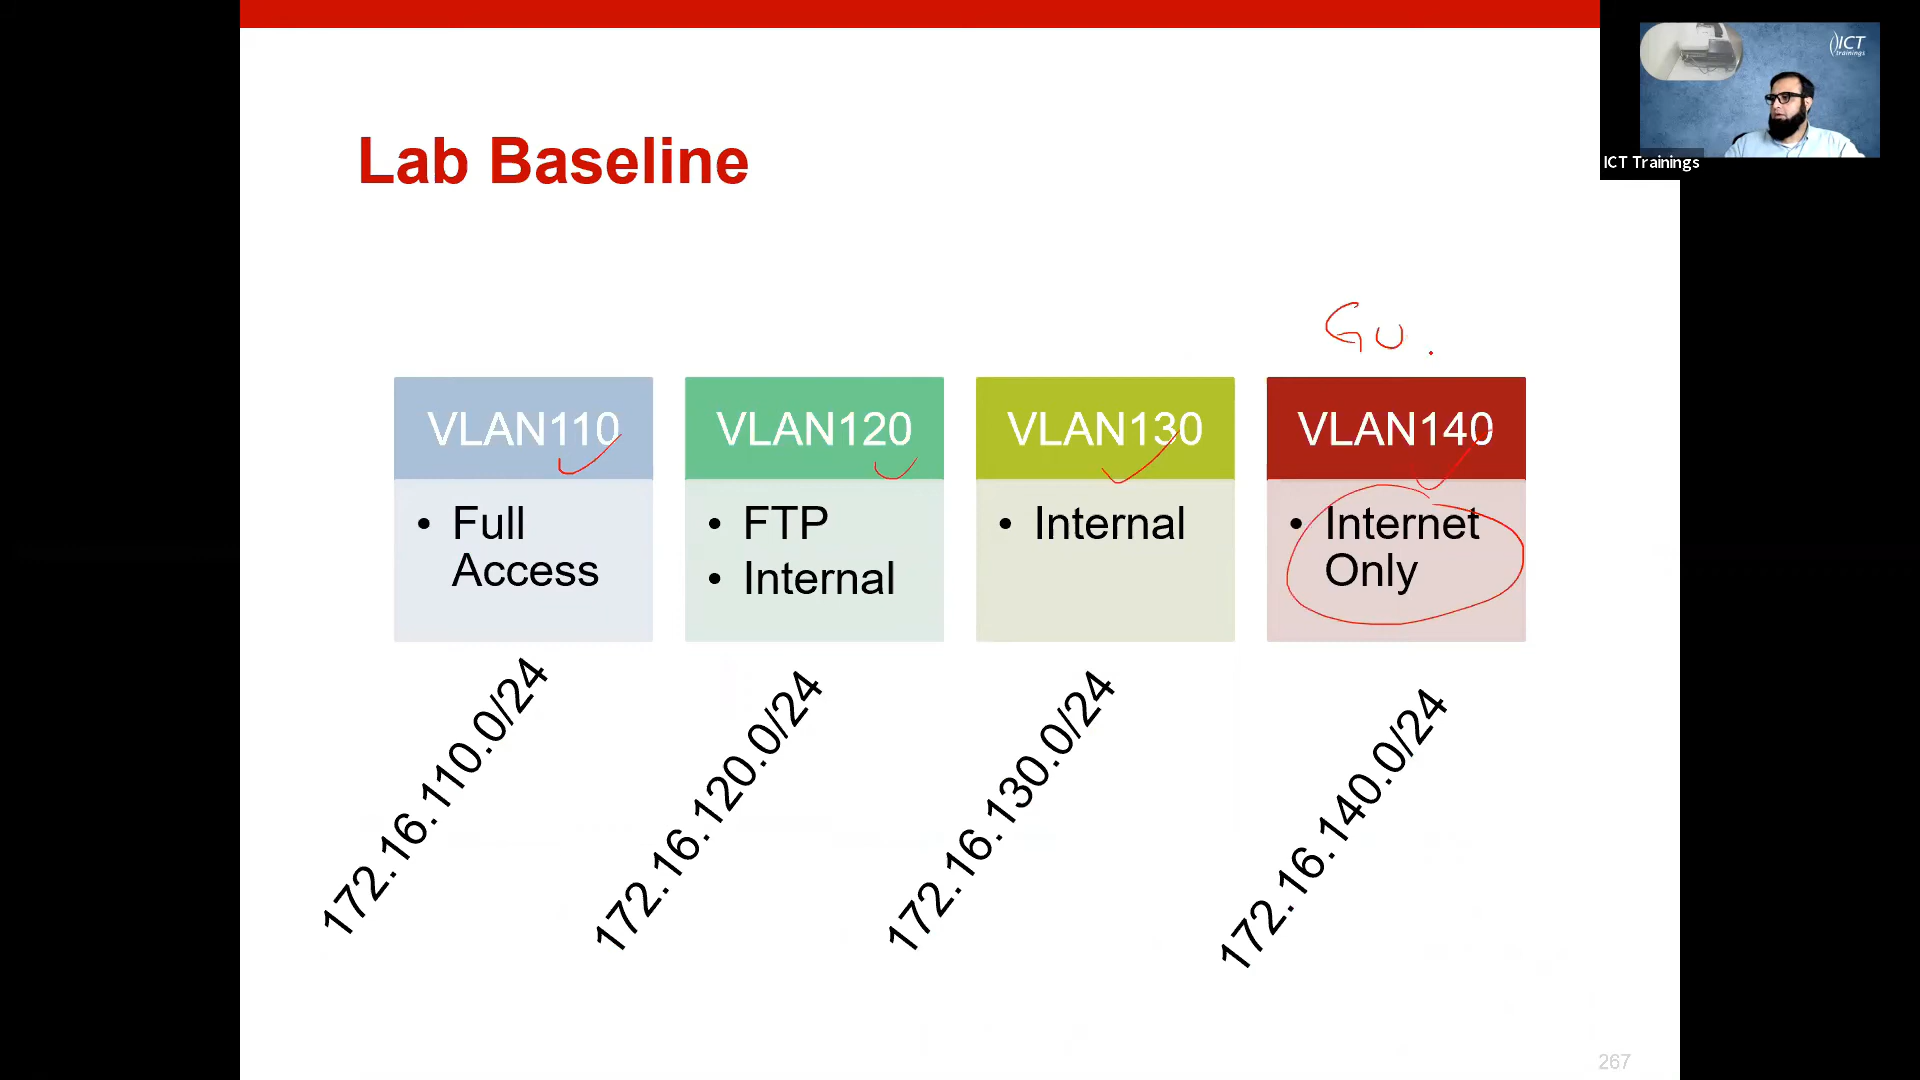 ICT
trainings
ICT Trainings
Lab Baseline
GU.
VLAN110
• Full
Access
172.16.110.0/24
VLAN120
• FTP
• Internal
172.16.120.0/24
VLAN130
• Internal
172.16.130.0/24
VLAN140
• Internet
Only
172.16.140.0/24
267